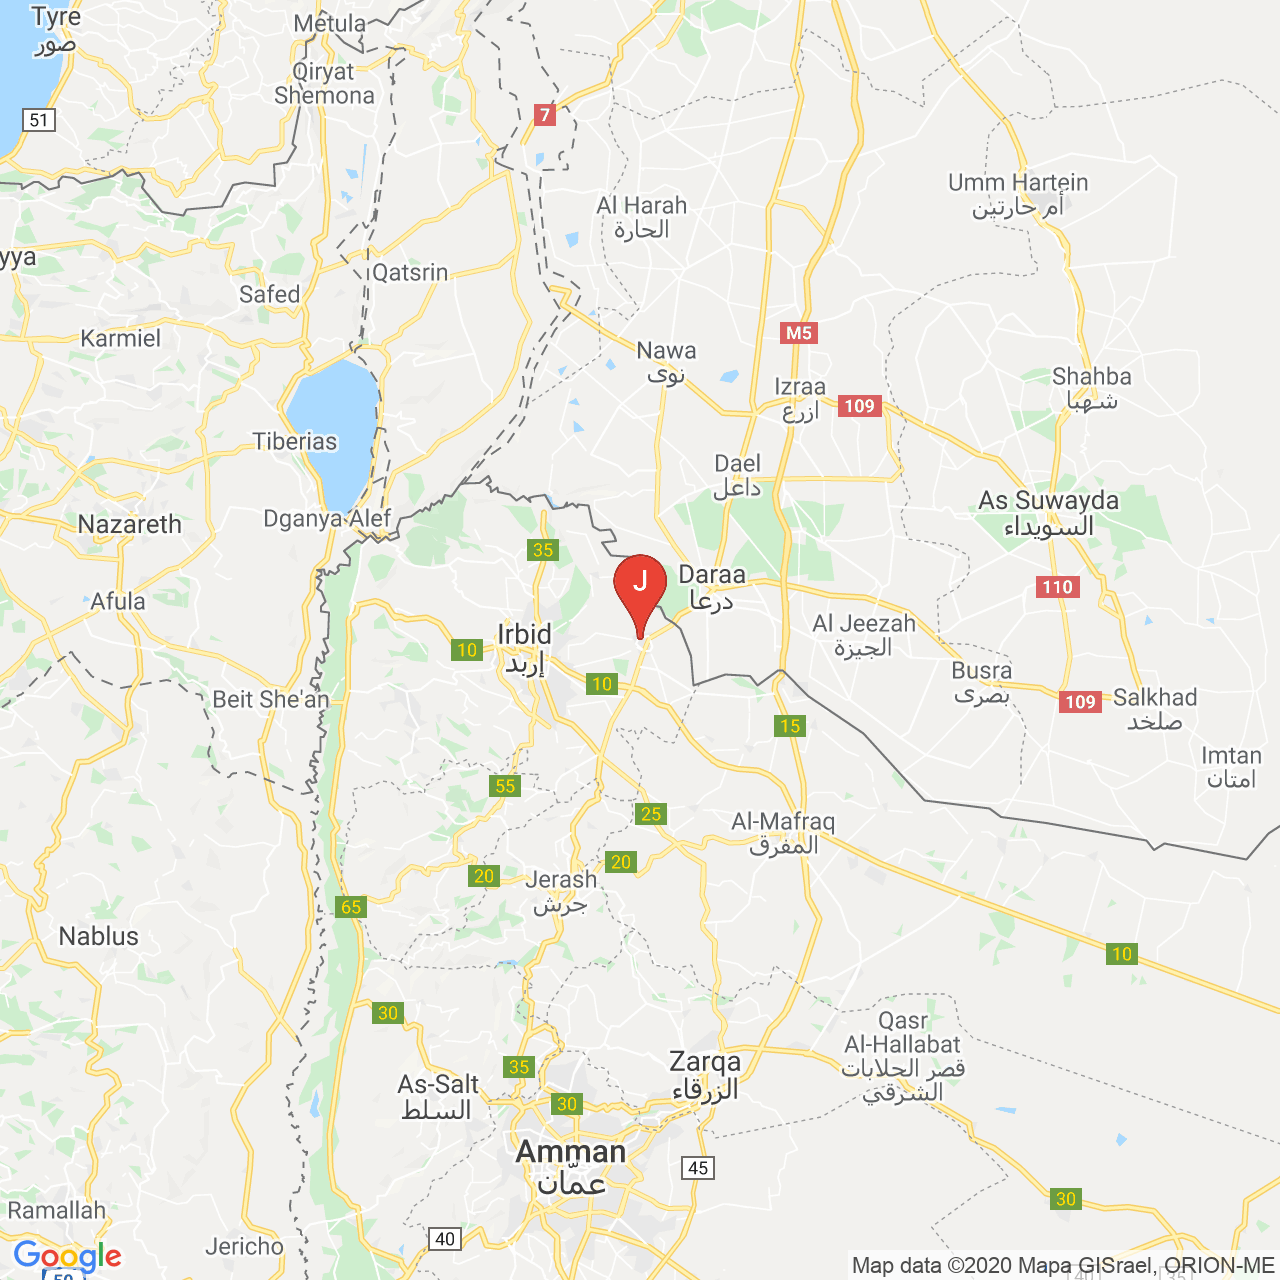 Tyre
صور
Metula
Qiryat
Shemona
51
7
Umm Hartein
أم حارتين
Al Harah
الحارة
yya
Qatsrin
Safed
Karmiel
M5
Nawa
نوى
Izraa
ازرع
109
Shahba
شهبا
Tiberias
Dael
داعل
As Suwayda
السويداء
Nazareth
Dganya Alef
35
J
Daraa
درعا
110
Afula
Irbid
إربد
10
Al Jeezah
الجيزة
10
Busra
بصرى
Beit She'an
109
Salkhad
صلخد
15
Imtan
امتان
55
25
Al-Mafraq
المفرق
20
20
Jerash
جرش
65
Nablus
10
30
Qasr
Al-Hallabat
قصر الحلابات
الشرقي
35
Zarqa
الزرقاء
As-Salt
السلط
30
Amman
عمّان
45
30
Ramallah
Jericho
40
Google
50
Map data ©2020 Mapa GISrael, ORION-ME
40
35